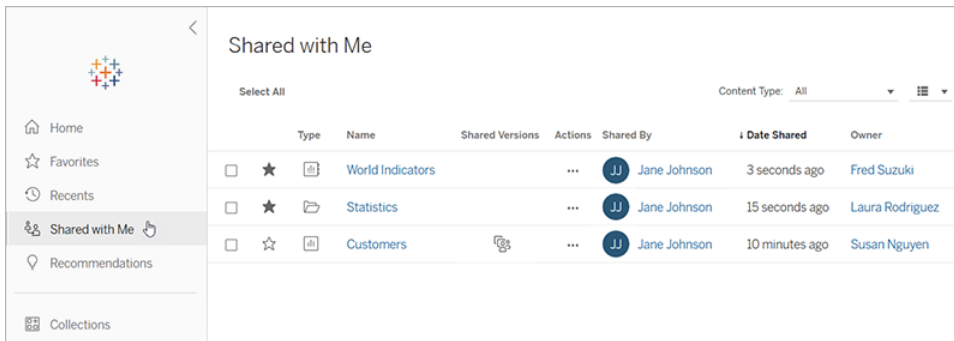 Shared with Me
Select All
Content Type: All
Home
Favorites
Recents
Shared with Me
Recommendations
Collections
Type Name Shared Versions Actions Shared By ↓ Date Shared Owner
World Indicators ••• JJ Jane Johnson 3 seconds ago Fred Suzuki
Statistics ••• JJ Jane Johnson 15 seconds ago Laura Rodriguez
Customers ••• JJ Jane Johnson 10 minutes ago Susan Nguyen